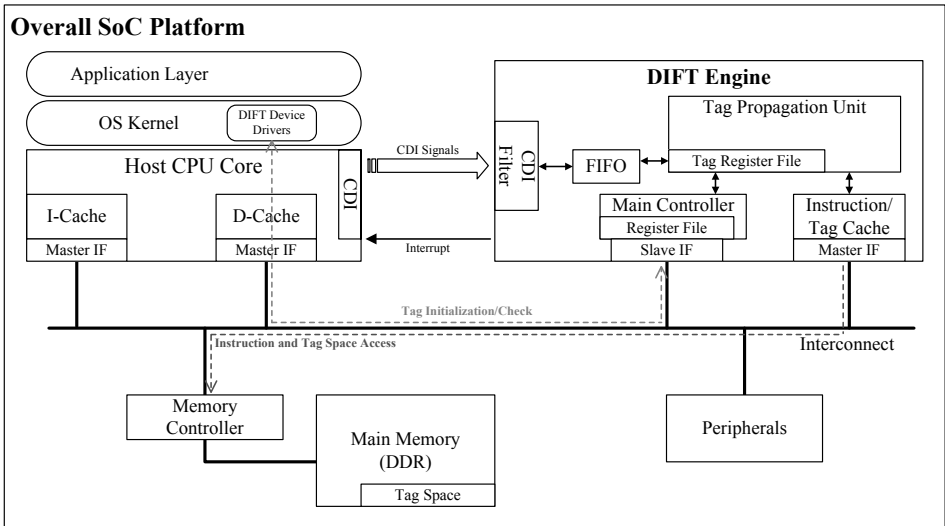 Overall SoC Platform
Application Layer
OS Kernel
DIFT Device
Drivers
Host CPU Core
CDI
I-Cache
Master IF
D-Cache
Master IF
CDI Signals
Interrupt
DIFT Engine
CDI
Filter
FIFO
Tag Propagation Unit
Tag Register File
Main Controller
Register File
Slave IF
Instruction/
Tag Cache
Master IF
Tag Initialization/Check
Instruction and Tag Space Access
Interconnect
Memory
Controller
Main Memory
(DDR)
Tag Space
Peripherals